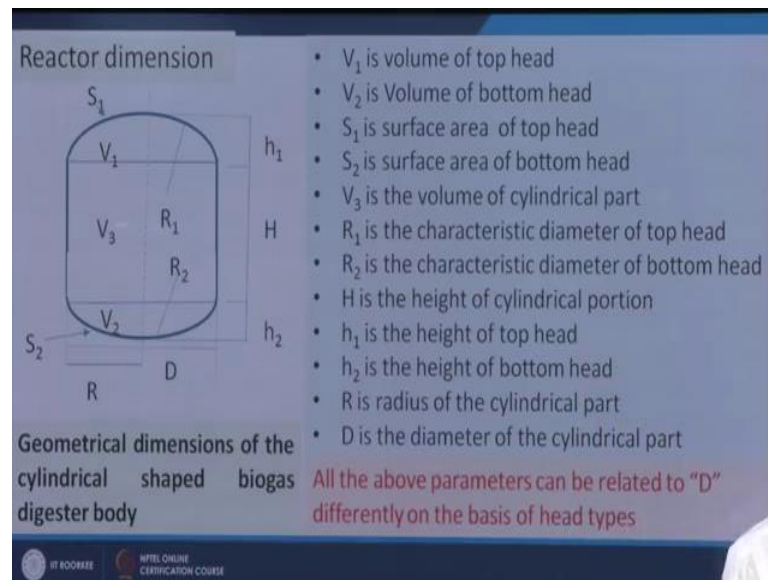 Reactor dimension
S1
V1
h1
V3
R1
H
R2
V2
h2
S2
D
R
Geometrical dimensions of the
cylindrical shaped biogas
digester body
• V1 is volume of top head
• V2 is Volume of bottom head
• S1 is surface area of top head
• S2 is surface area of bottom head
• V3 is the volume of cylindrical part
• R1 is the characteristic diameter of top head
• R2 is the characteristic diameter of bottom head
• H is the height of cylindrical portion
• h1 is the height of top head
• h2 is the height of bottom head
• R is radius of the cylindrical part
• D is the diameter of the cylindrical part
All the above parameters can be related to "D"
differently on the basis of head types
IIT ROORKEE
NPTEL ONLINE
CERTIFICATION COURSE